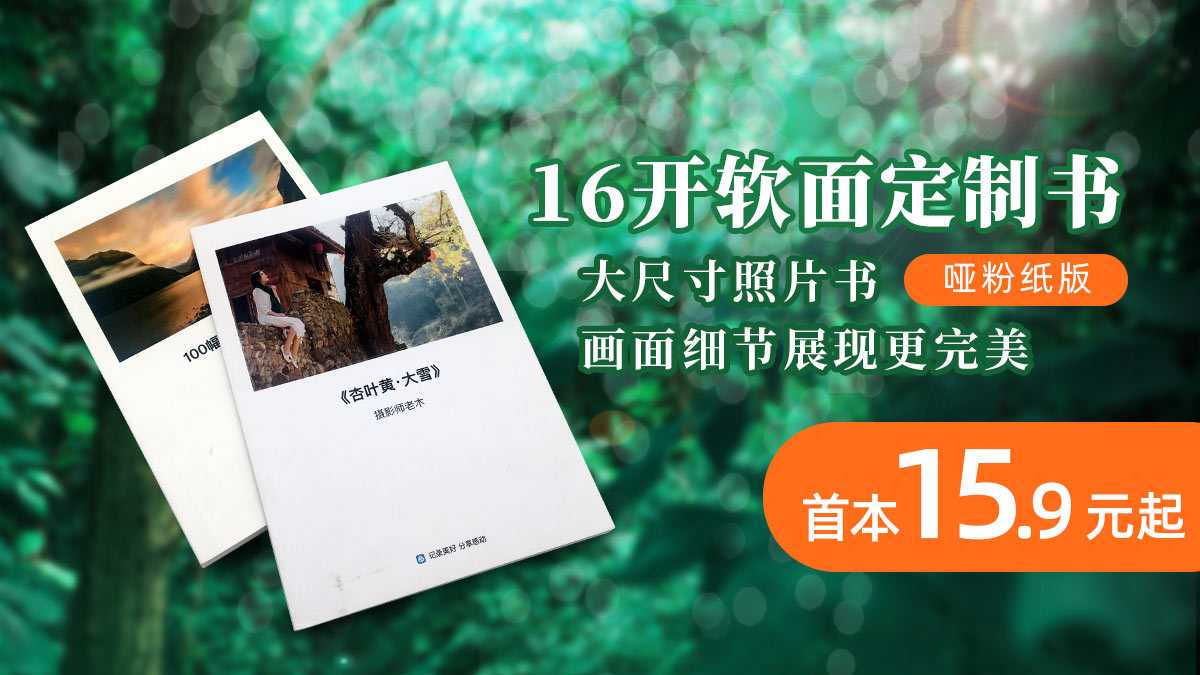 16开软面定制书
大尺寸照片书
哑粉纸版
画面细节展现更完美
首本15.9元起
100幅
《杏叶黄·大雪》
摄影师老木
记录美好 分享感动